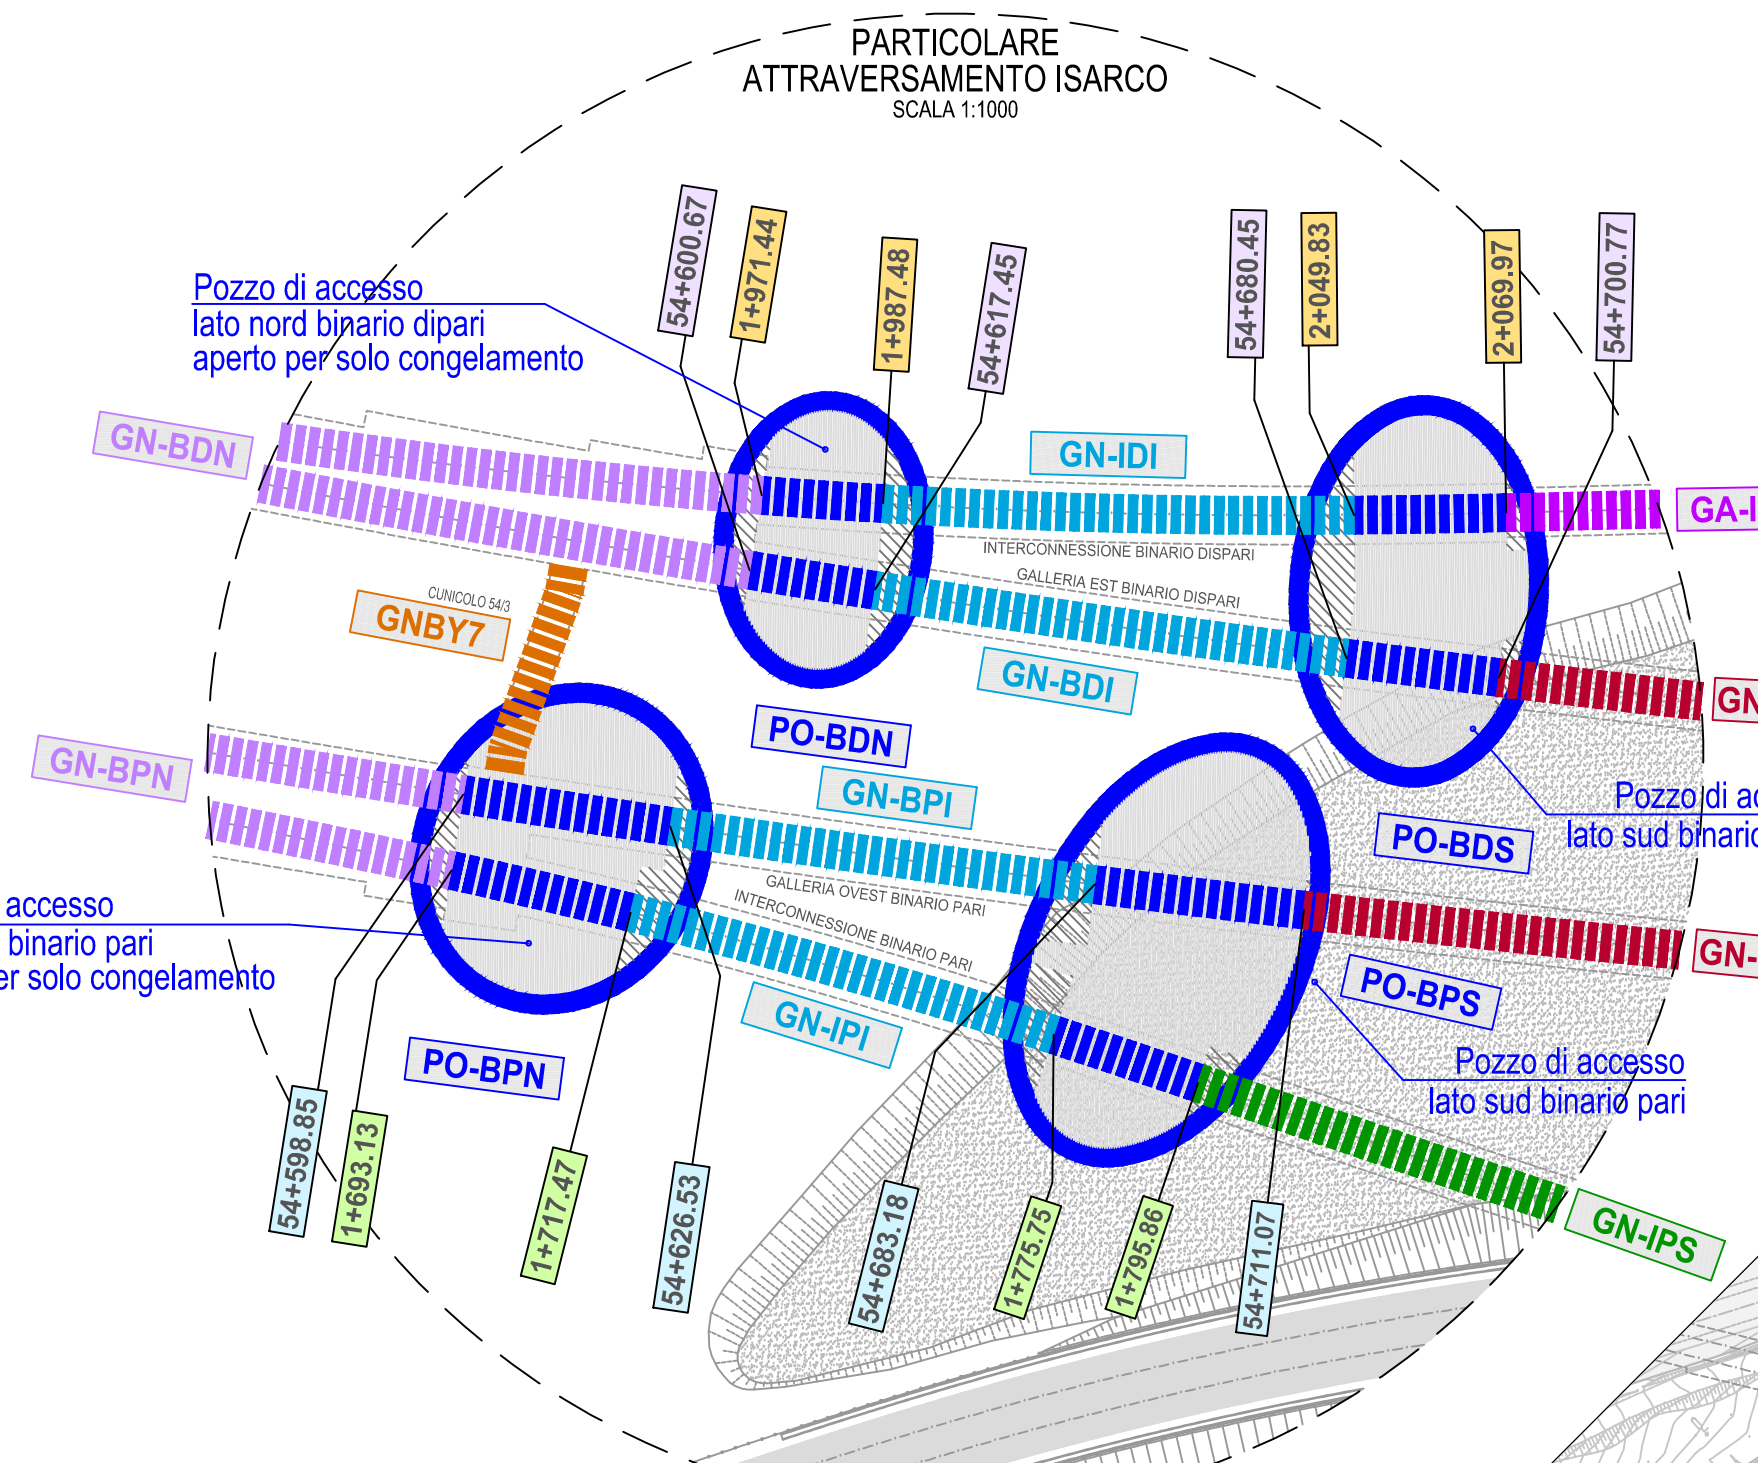 PARTICOLARE
ATTRAVERSAMENTO ISARCO
SCALA 1:1000
54+600.67
1+971.44
1+987.48
54+617.45
54+680.45
2+049.83
2+069.97
54+700.77
Pozzo di accesso
lato nord binario dipari
aperto per solo congelamento
GN-BDN
GN-IDI
GA-I
INTERCONNESSIONE BINARIO DISPARI
GALLERIA EST BINARIO DISPARI
CUNICOLO 54/3
GNBY7
GN-BDI
GN
PO-BDN
GN-BPN
GN-BPI
Pozzo di ac
lato sud binario
PO-BDS
GALLERIA OVEST BINARIO PARI
INTERCONNESSIONE BINARIO PARI
accesso
binario pari
er solo congelamento
GN-
PO-BPS
GN-IPI
PO-BPN
Pozzo di accesso
lato sud binario pari
54+598.85
1+693.13
1+717.47
54+626.53
54+683.18
1+775.75
1+795.86
54+711.07
GN-IPS